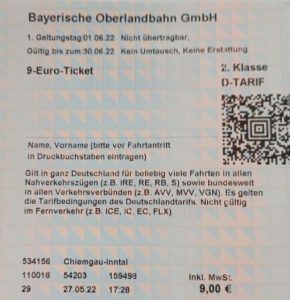 Bayerische Oberlandbahn GmbH
1. Geltungstag:01.06.22 Nicht übertragbar,
Gültig bis zum 30.06.22 Kein Umtausch, Keine Erstattung
9-Euro-Ticket
2. Klasse
D-TARIF
Name, Vorname (bitte vor Fahrtantritt
in Druckbuchstaben eintragen)
Gilt in ganz Deutschland für beliebig viele Fahrten in allen
Nahverkehrszügen (z.B. IRE, RE, RB, S) sowie bundesweit
in allen Verkehrsverbünden (z.B. AVV, MVV, VGN). Es gelten
die Tarifbedingungen des Deutschlandtarifs. Nicht gültig
im Fernverkehr (z.B. ICE, IC, EC, FLX).
534156 Chiemgau-Inntal
110018 54203 159493 Inkl. MwSt.
29 27.05.22 17:28 9,00 €